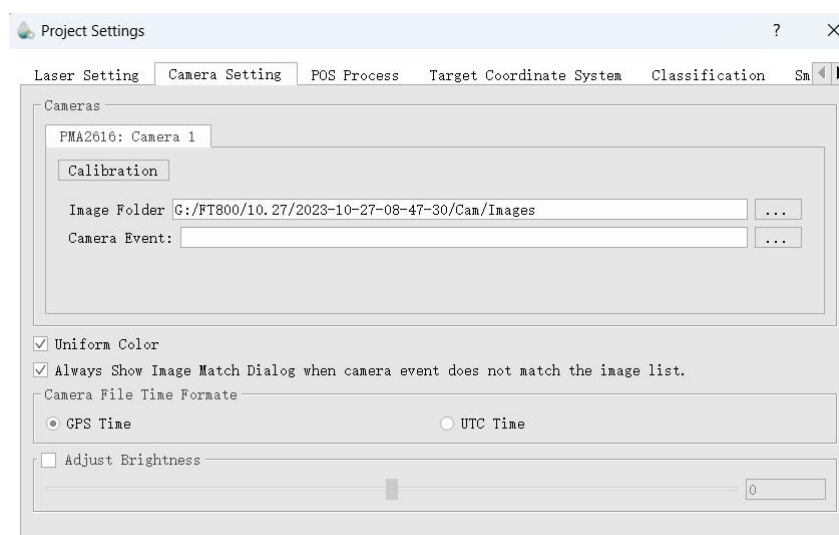 Project Settings
Laser Setting Camera Setting POS Process Target Coordinate System Classification Sm
Cameras
PMA2616: Camera 1
Calibration
Image Folder G:/FT800/10.27/2023-10-27-08-47-30/Cam/Images ...
Camera Event: ...
Uniform Color
Always Show Image Match Dialog when camera event does not match the image list.
Camera File Time Formate
GPS Time UTC Time
Adjust Brightness
0